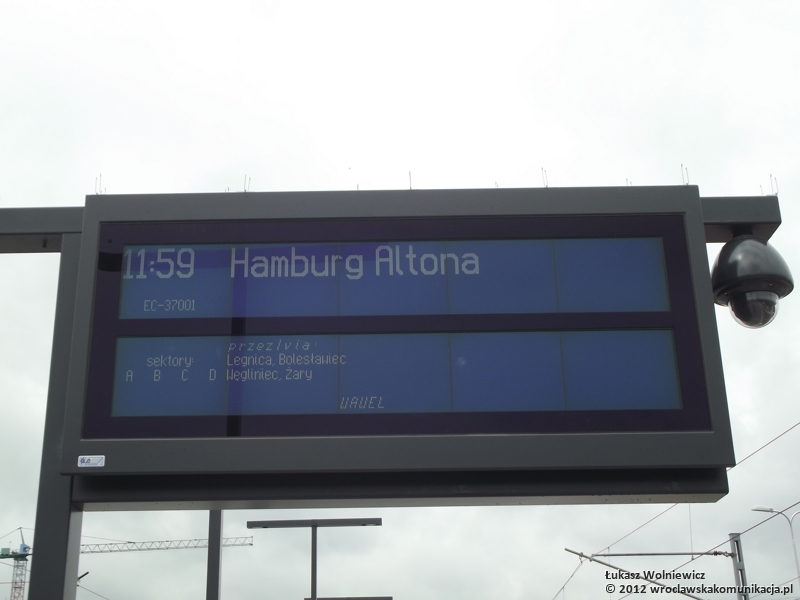 11:59 Hamburg Altona
EC-37001
przez/via:
sektory: Legnica, Bolesławiec
A B C D Węgliniec, Żary
WAWEL
Łukasz Wolniewicz
© 2012 wroclawskakomunikacja.pl